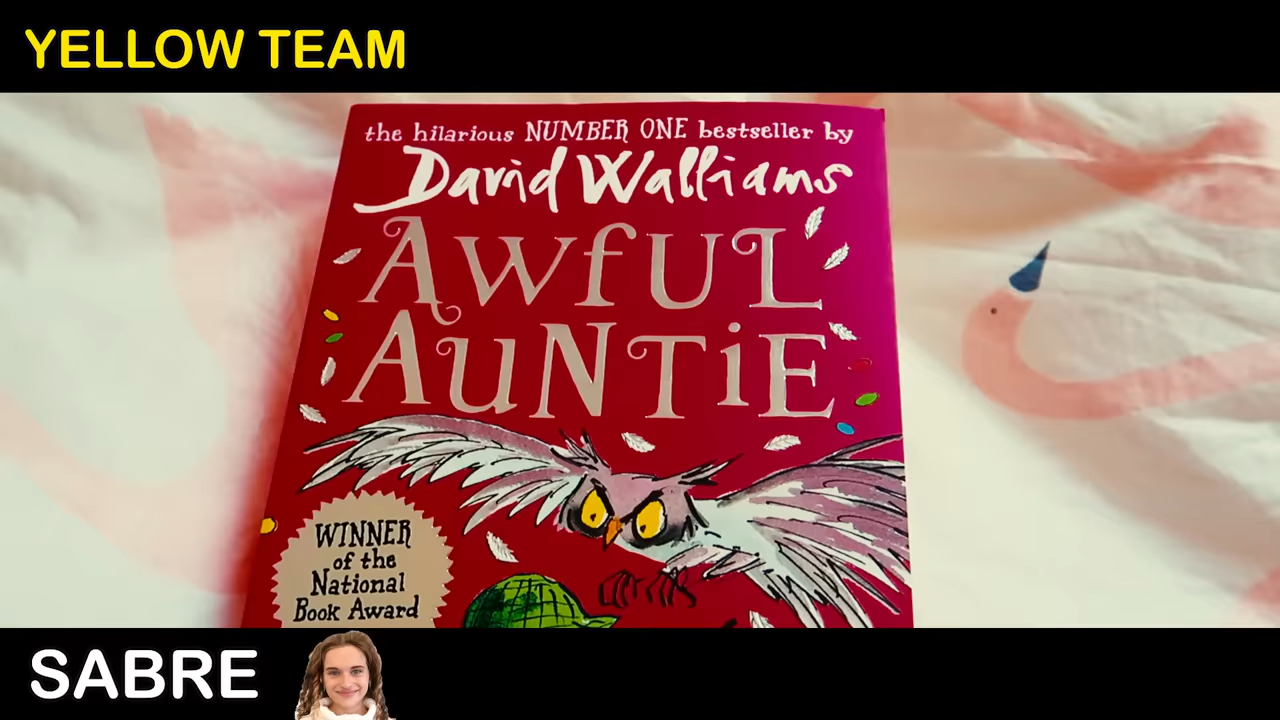 YELLOW TEAM
the hilarious NUMBER ONE bestseller by
David Walliams
AWfUL
AuNTiE
WINNER
of the
National
Book Award
SABRE